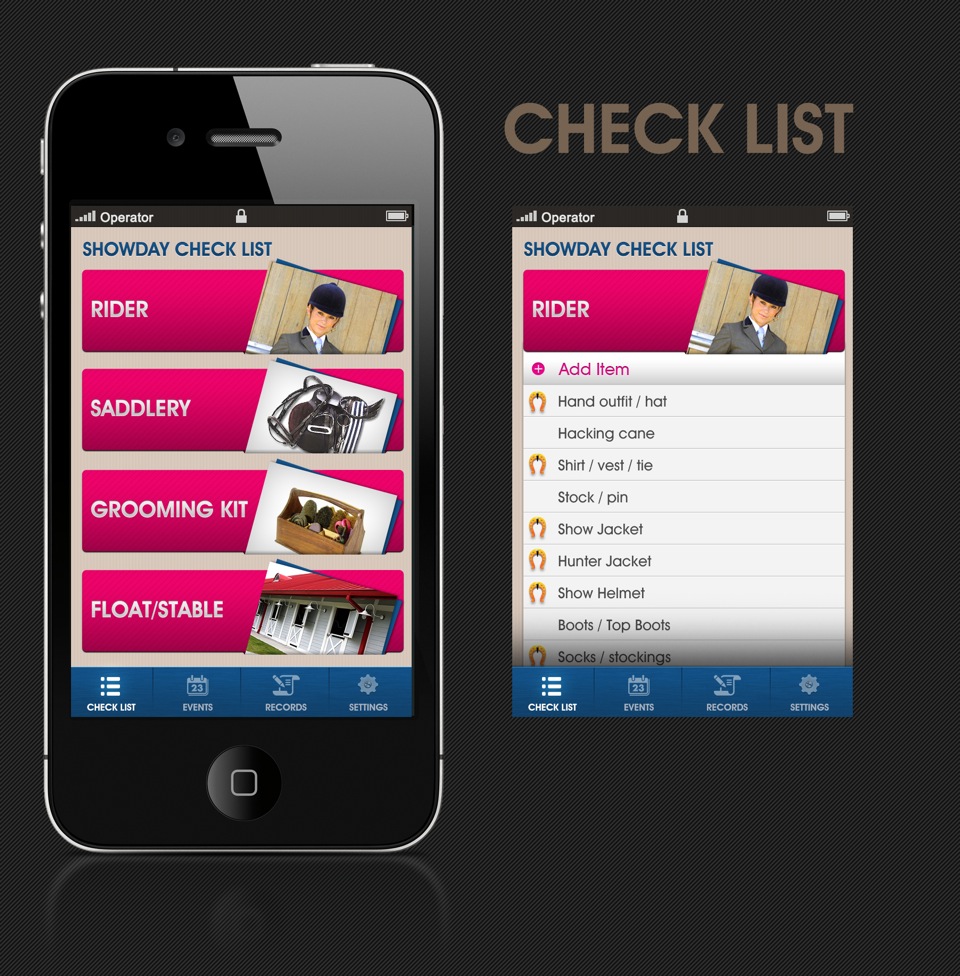 CHECK LIST
Operator
SHOWDAY CHECK LIST
RIDER
SADDLERY
GROOMING KIT
FLOAT/STABLE
CHECK LIST
23
EVENTS
RECORDS
SETTINGS
Operator
SHOWDAY CHECK LIST
RIDER
Add Item
Hand outfit / hat
Hacking cane
Shirt / vest / tie
Stock / pin
Show Jacket
Hunter Jacket
Show Helmet
Boots / Top Boots
Socks / stockings
CHECK LIST
23
EVENTS
RECORDS
SETTINGS